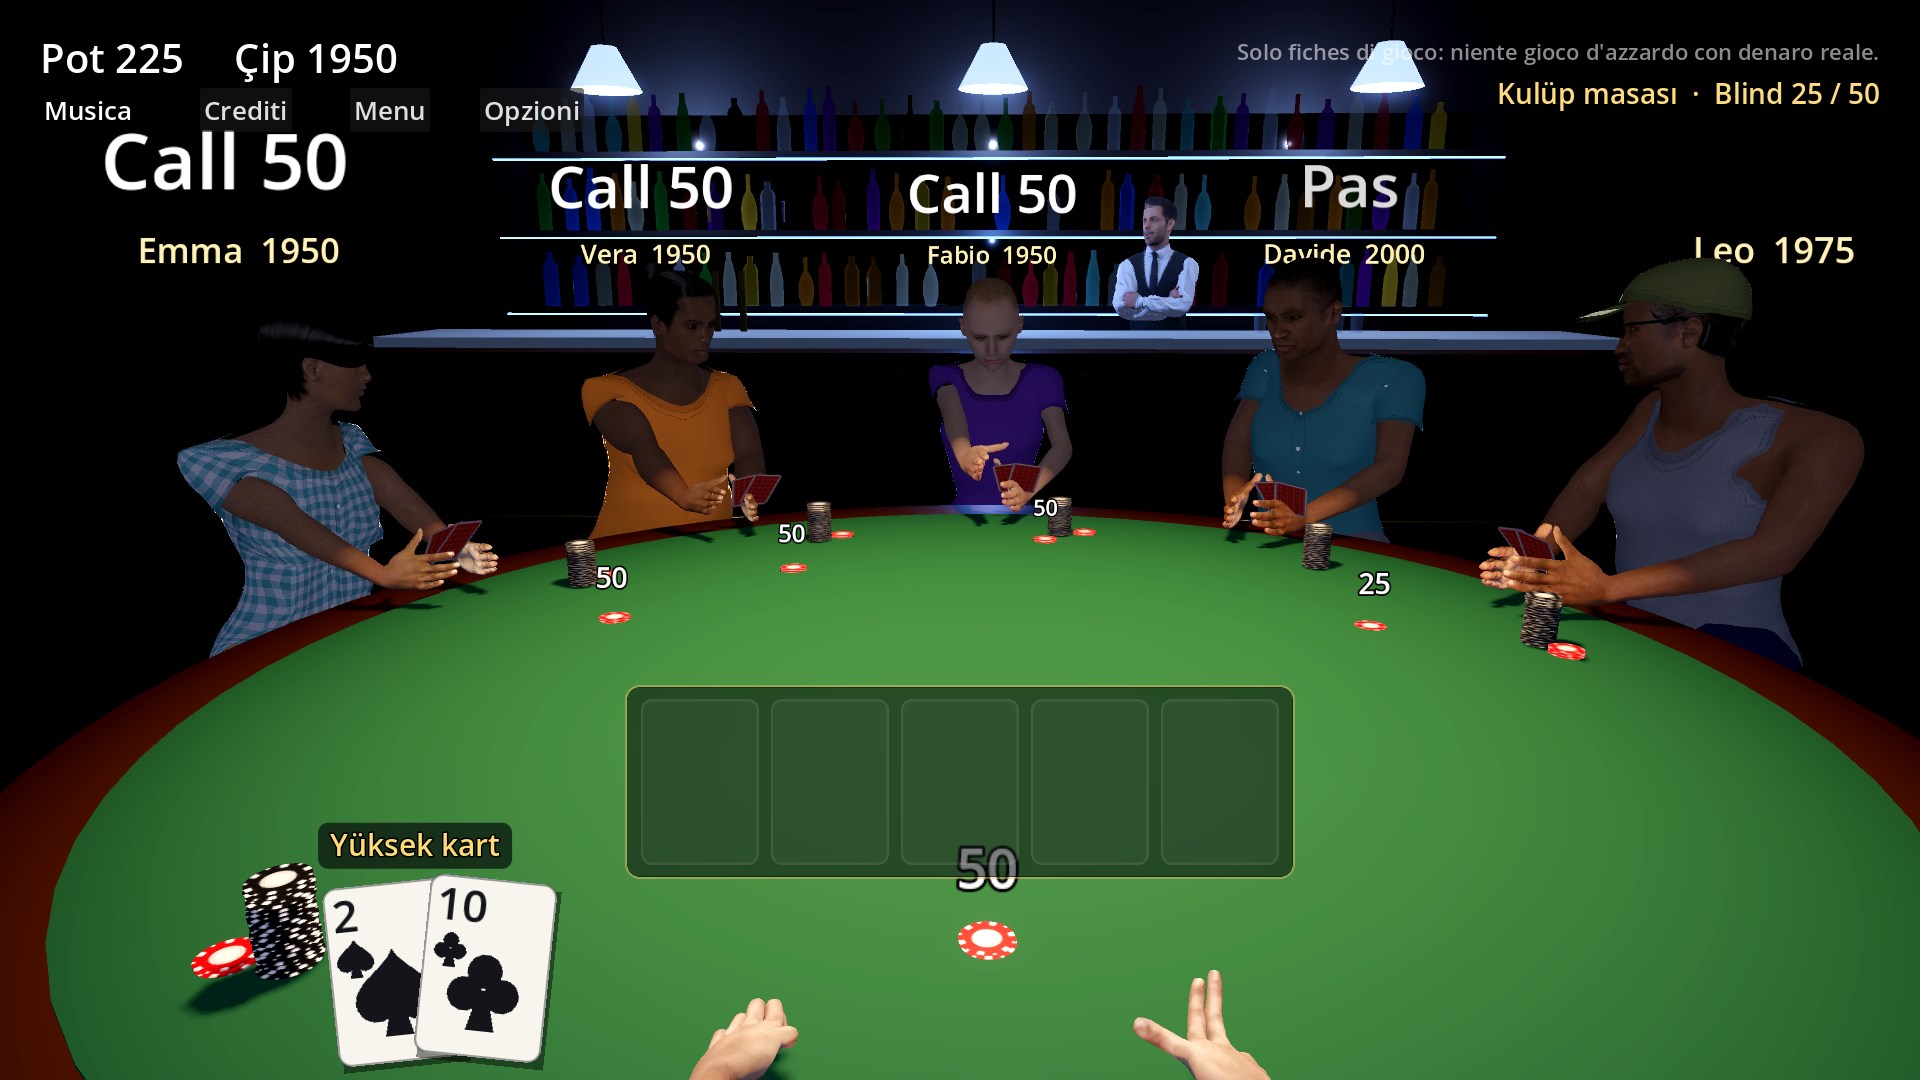 Pot 225 Çip 1950
Solo fiches di gioco: niente gioco d'azzardo con denaro reale.
Kulüp masası · Blind 25 / 50
Musica Crediti Menu Opzioni
Call 50
Call 50
Call 50
Pas
Emma 1950
Vera 1950
Fabio 1950
Davide 2000
Leo 1975
50
50
50
25
50
Yüksek kart
2
10